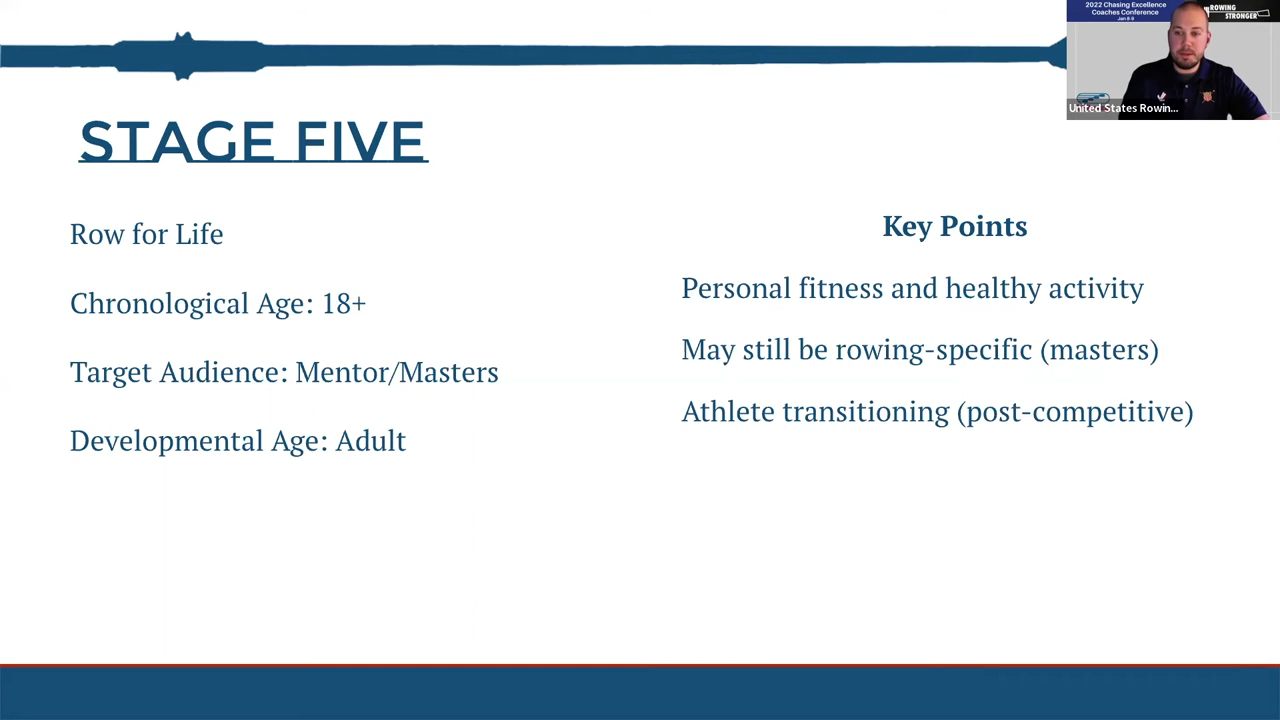 STAGE FIVE
Row for Life
Chronological Age: 18+
Target Audience: Mentor/Masters
Developmental Age: Adult
Key Points
Personal fitness and healthy activity
May still be rowing-specific (masters)
Athlete transitioning (post-competitive)
2022 Chasing Excellence
Coaches Conference
Jan 8-9
ROWING
STRONGER
United States Rowin...